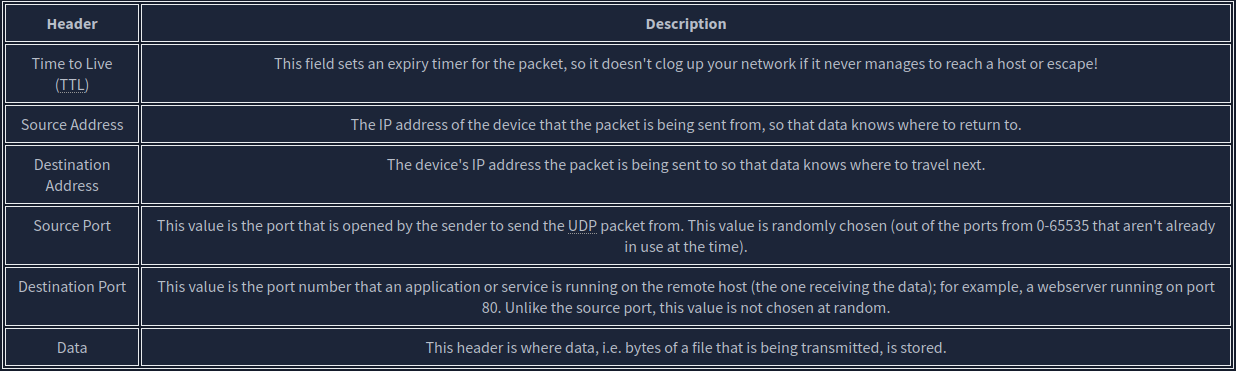 Header
Description
Time to Live
(TTL)
This field sets an expiry timer for the packet, so it doesn't clog up your network if it never manages to reach a host or escape!
Source Address
The IP address of the device that the packet is being sent from, so that data knows where to return to.
Destination
Address
The device's IP address the packet is being sent to so that data knows where to travel next.
Source Port
This value is the port that is opened by the sender to send the UDP packet from. This value is randomly chosen (out of the ports from 0-65535 that aren't already
in use at the time).
Destination Port
This value is the port number that an application or service is running on the remote host (the one receiving the data); for example, a webserver running on port
80. Unlike the source port, this value is not chosen at random.
Data
This header is where data, i.e. bytes of a file that is being transmitted, is stored.